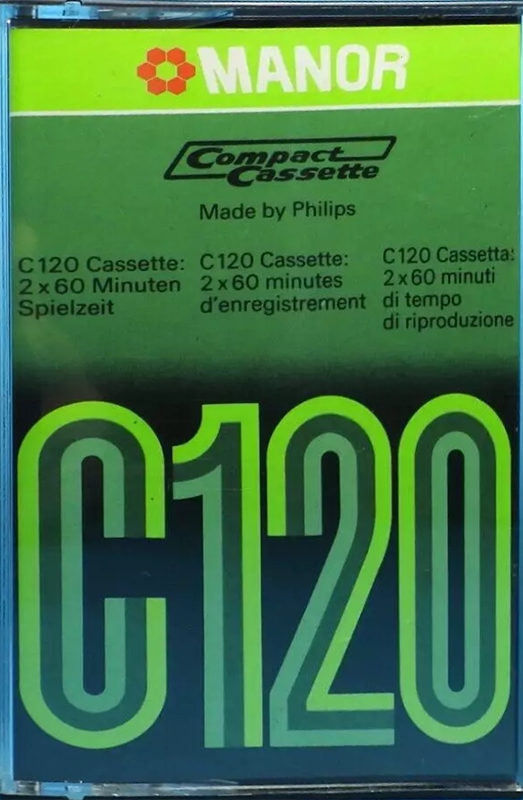 MANOR
Compact
Cassette
Made by Philips
C120 Cassette:
2 x 60 Minuten
Spielzeit
C120 Cassette:
2 x 60 minutes
d'enregistrement
C120 Cassetta:
2 x 60 minuti
di tempo
di riproduzione
C120